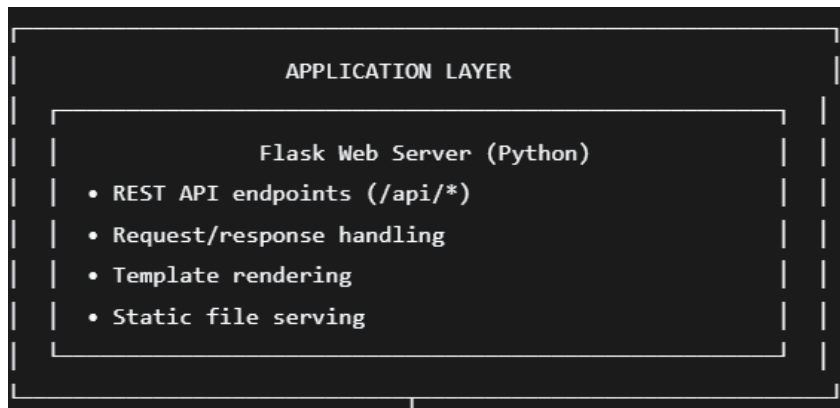 APPLICATION LAYER
Flask Web Server (Python)
• REST API endpoints (/api/*)
• Request/response handling
• Template rendering
• Static file serving